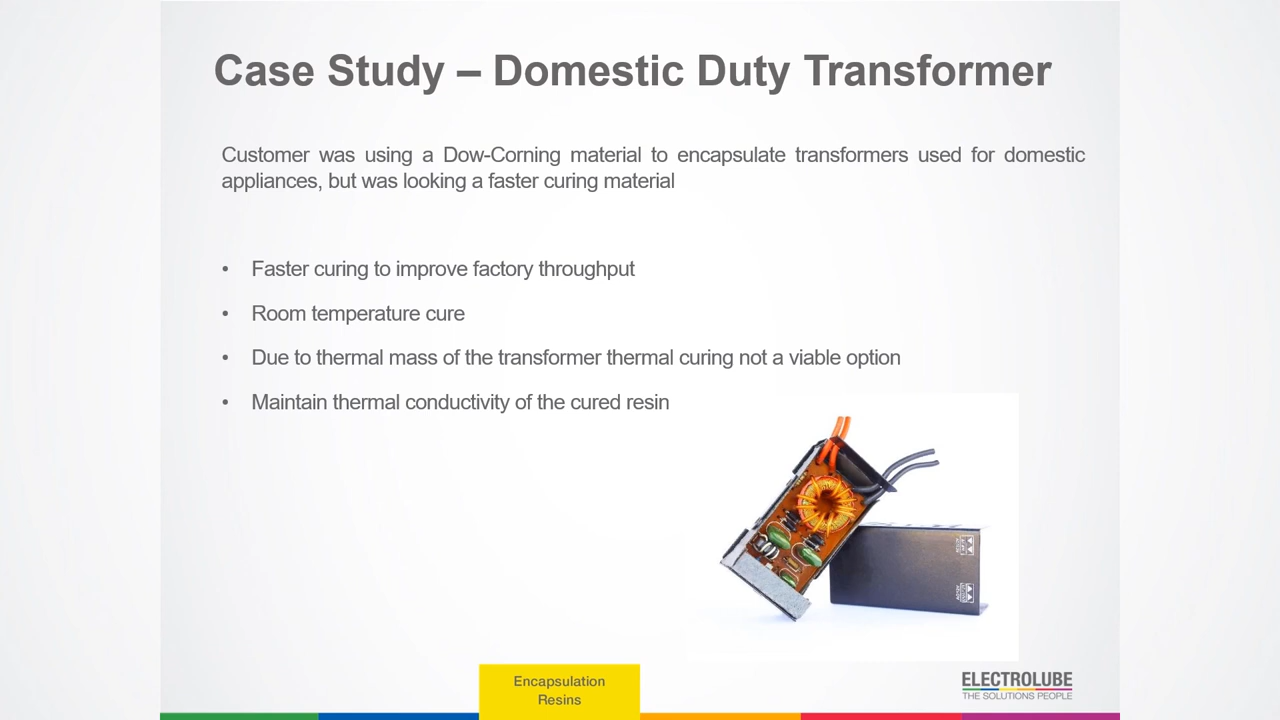 Case Study – Domestic Duty Transformer
Customer was using a Dow-Corning material to encapsulate transformers used for domestic
appliances, but was looking a faster curing material
• Faster curing to improve factory throughput
• Room temperature cure
• Due to thermal mass of the transformer thermal curing not a viable option
• Maintain thermal conductivity of the cured resin
Encapsulation
Resins
ELECTROLUBE
THE SOLUTIONS PEOPLE